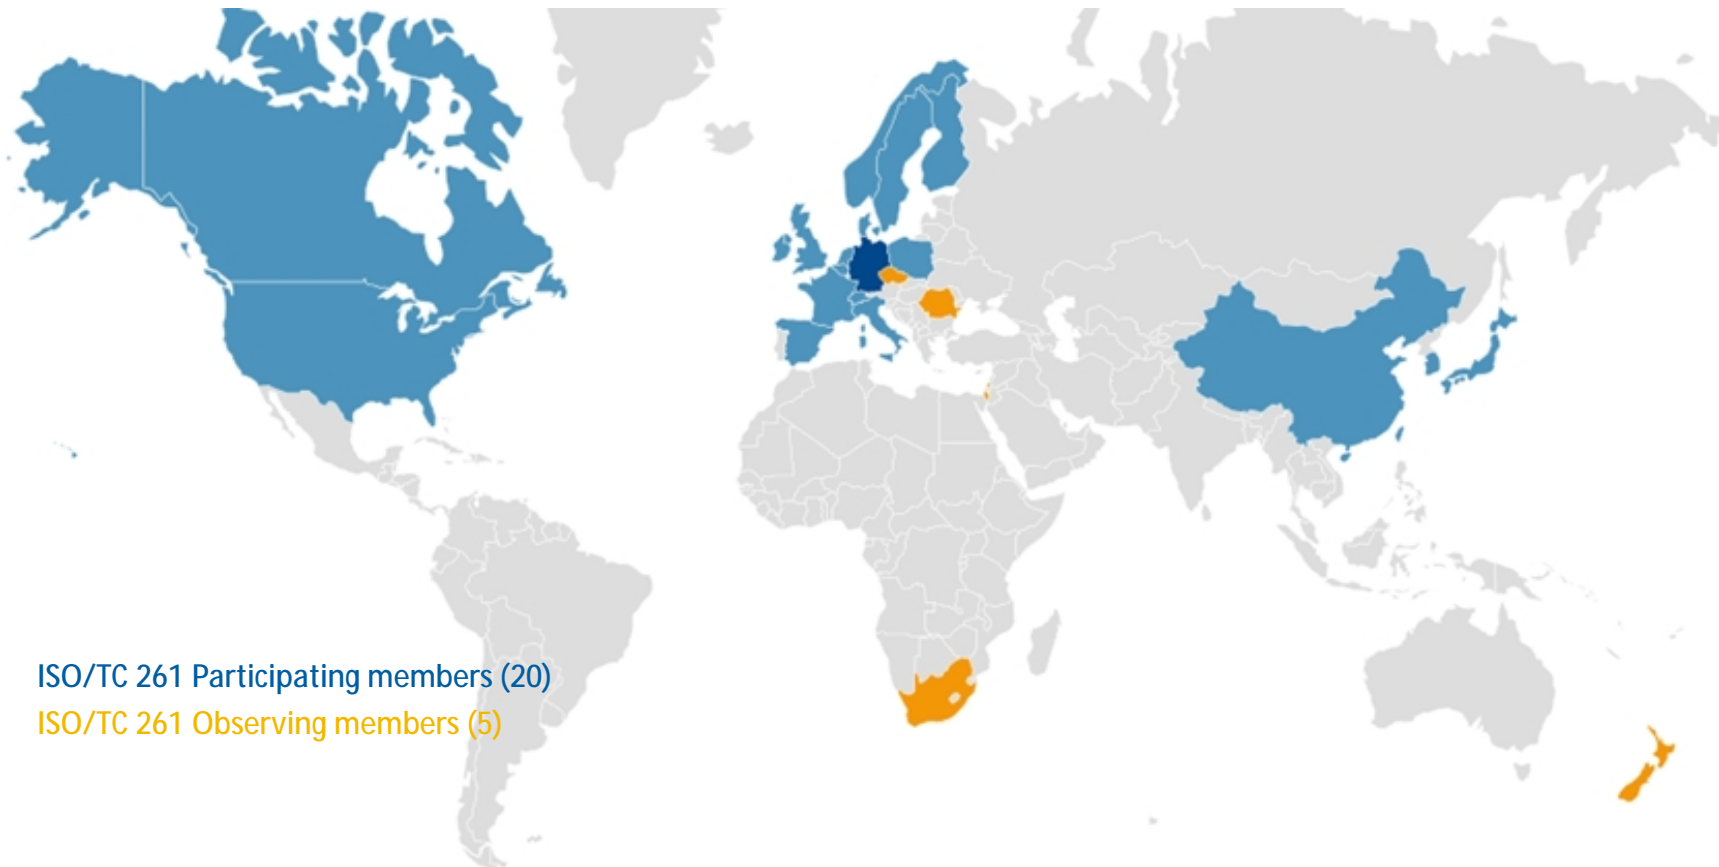 ISO/TC 261 Participating members (20)
ISO/TC 261 Observing members (5)